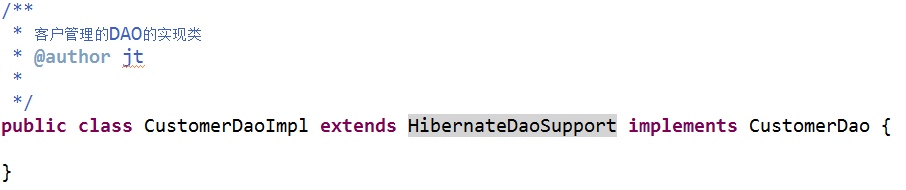 /**
 * 客户管理的DAO的实现类
 * @author jt
 *
 */
public class CustomerDaoImpl extends HibernateDaoSupport implements CustomerDao {
}